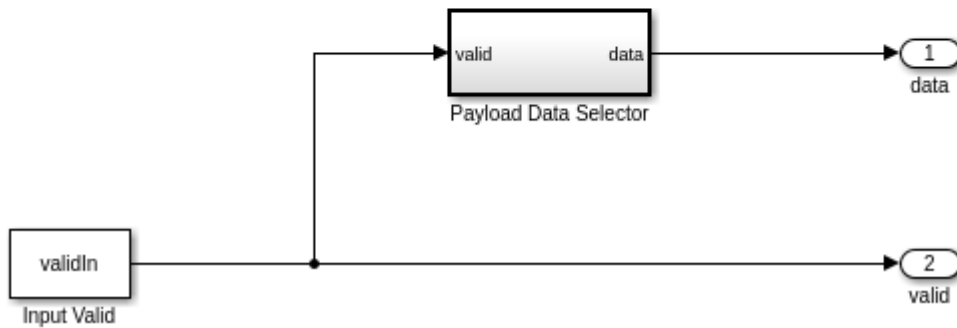 valid data
1
Payload Data Selector
data
validIn
2
Input Valid
valid